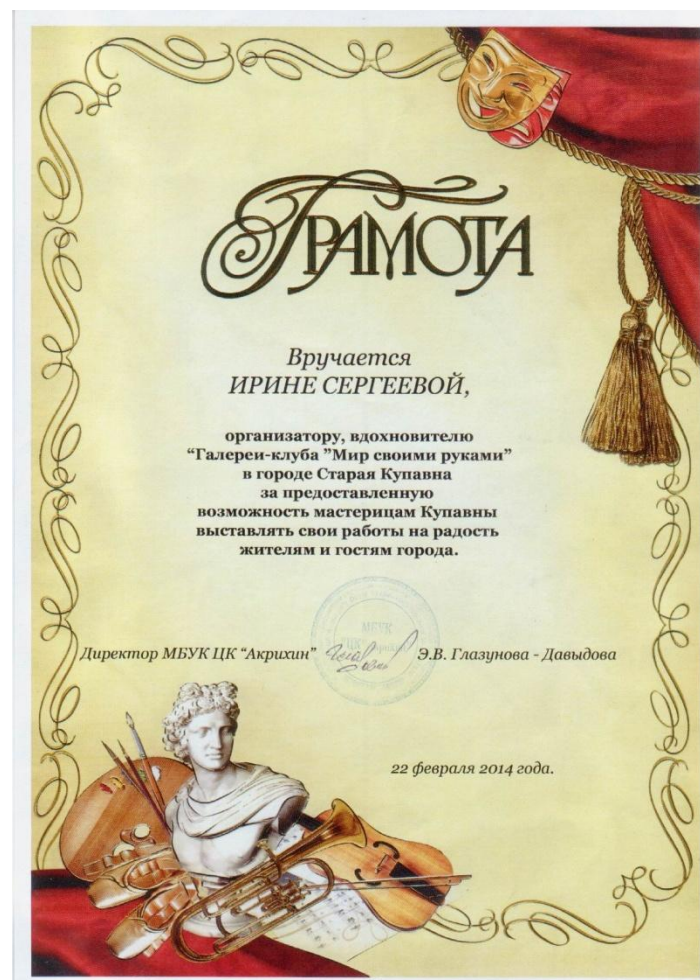 ГРАМОТА
Вручается
ИРИНЕ СЕРГЕЕВОЙ,
организатору, вдохновителю
“Галереи-клуба ”Мир своими руками”
в городе Старая Купавна
за предоставленную
возможность мастерицам Купавны
выставлять свои работы на радость
жителям и гостям города.
МБУК
Директор МБУК ЦК “Акрихин”
Э.В. Глазунова - Давыдова
22 февраля 2014 года.